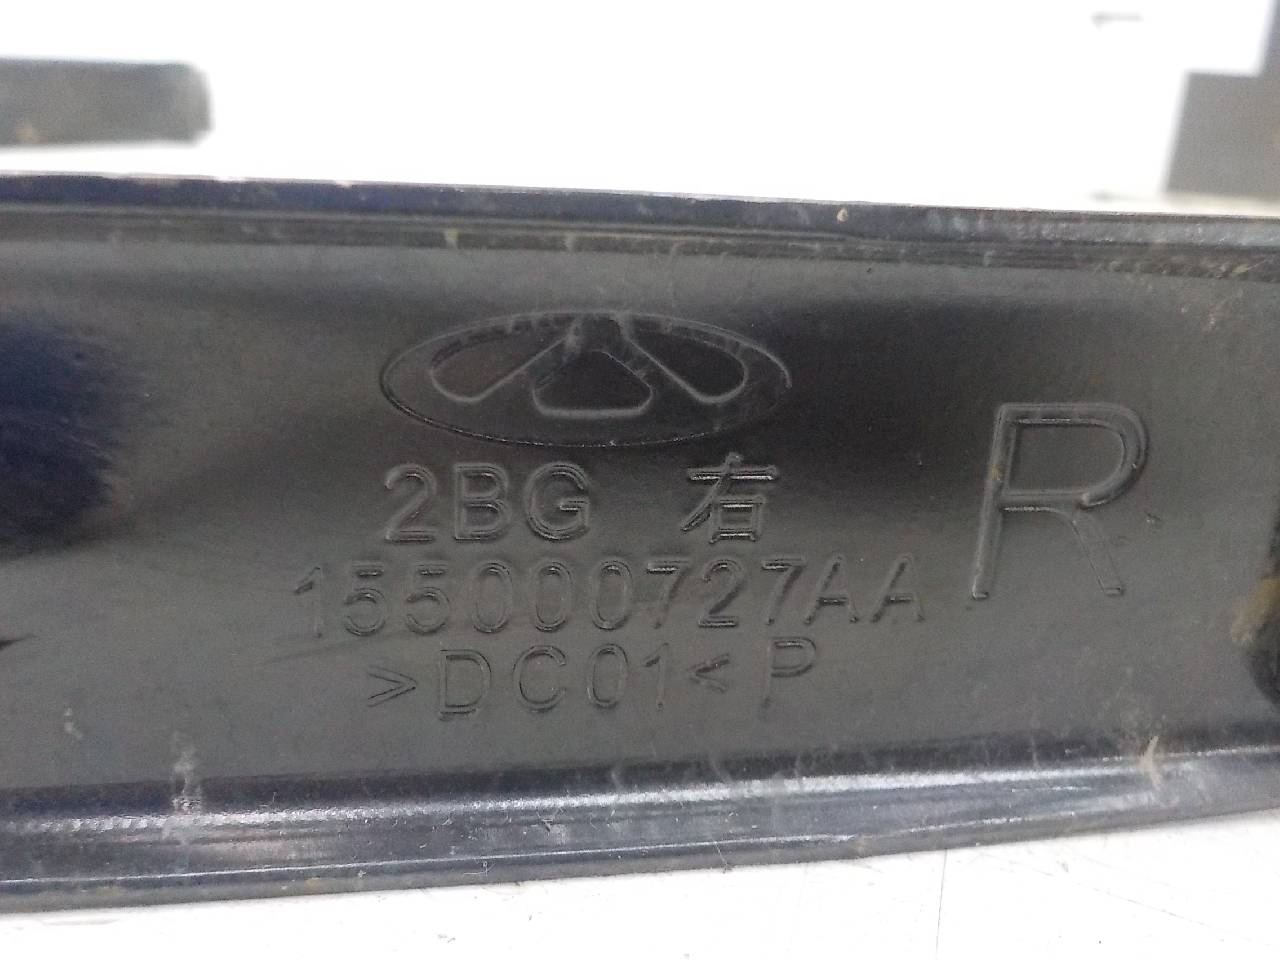 2BG 右
R
155000727AA
>DC01< P